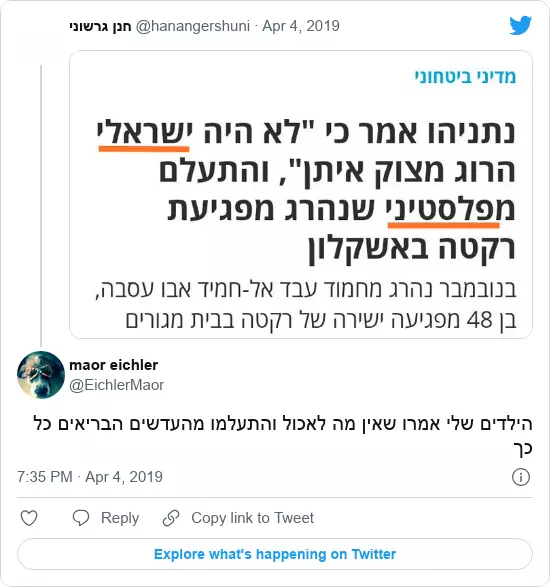 חנן גרשוני @hanangershuni · Apr 4, 2019
מדיני ביטחוני
נתניהו אמר כי "לא היה ישראלי
הרוג מצוק איתן", והתעלם
מפלסטיני שנהרג מפגיעת
רקטה באשקלון
בנובמבר נהרג מחמוד עבד אל-חמיד אבו עסבה,
בן 48 מפגיעה ישירה של רקטה בבית מגורים
maor eichler
@EichlerMaor
הילדים שלי אמרו שאין מה לאכול והתעלמו מהעדשים הבריאים כל
כך
7:35 PM · Apr 4, 2019
Reply Copy link to Tweet
Explore what's happening on Twitter